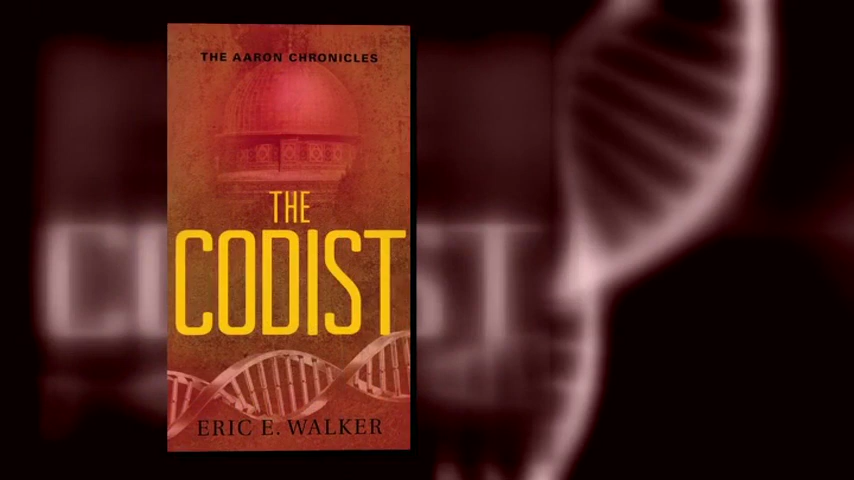 THE AARON CHRONICLES
THE
CODIST
ERIC E. WALKER